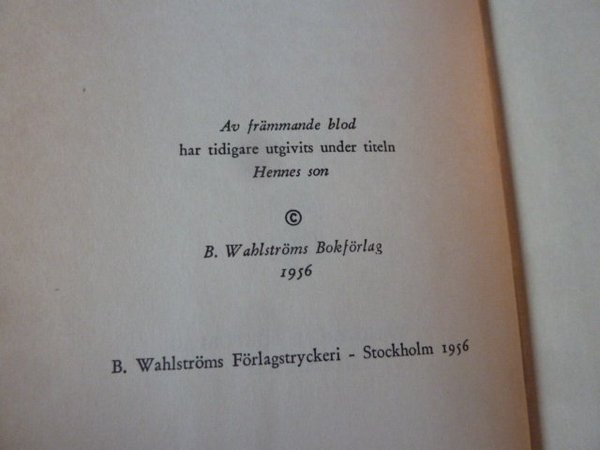 Av främmande blod
har tidigare utgivits under titeln
Hennes son
©
B. Wahlströms Bokförlag
1956
B. Wahlströms Förlagstryckeri - Stockholm 1956